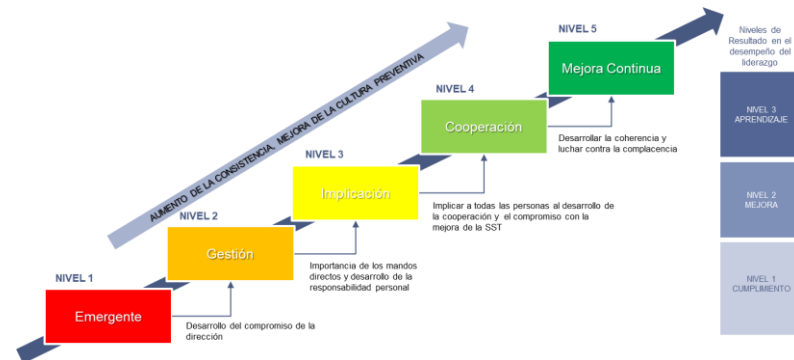 AUMENTO DE LA CONSISTENCIA. MEJORA DE LA CULTURA PREVENTIVA
NIVEL 1
Emergente
Desarrollo del compromiso de la
dirección
NIVEL 2
Gestión
Importancia de los mandos
directos y desarrollo de la
responsabilidad personal
NIVEL 3
Implicación
Implicar a todas las personas al desarrollo de
la cooperación y el compromiso con la
mejora de la SST
NIVEL 4
Cooperación
Desarrollar la coherencia y
luchar contra la complacencia
NIVEL 5
Mejora Continua
Niveles de
Resultado en el
desempeño del
liderazgo
NIVEL 3
APRENDIZAJE
NIVEL 2
MEJORA
NIVEL 1
CUMPLIMIENTO